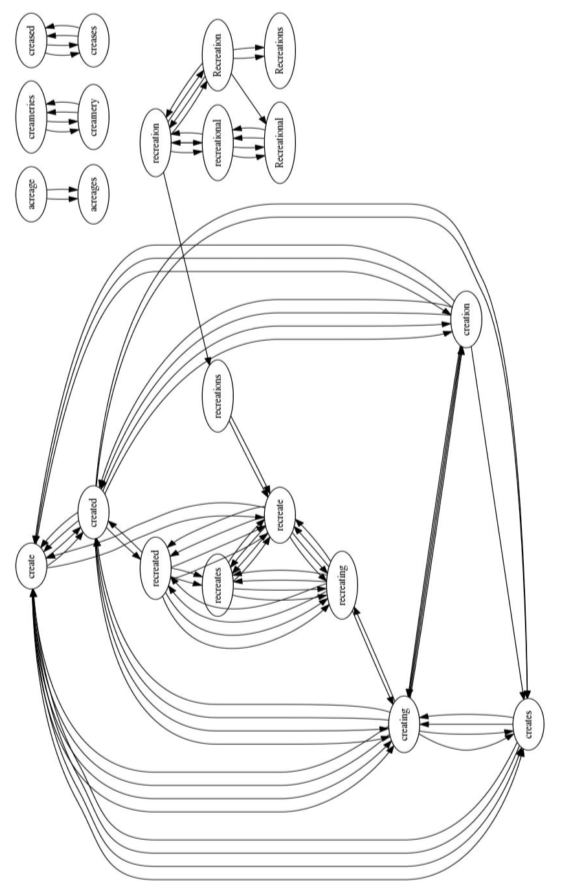 creased
creases
creameries
creamery
acreage
acreages
Recreation
Recreations
recreation
recreational
Recreational
creation
recreations
created
create
recreate
recreated
recreates
recreating
creating
creates